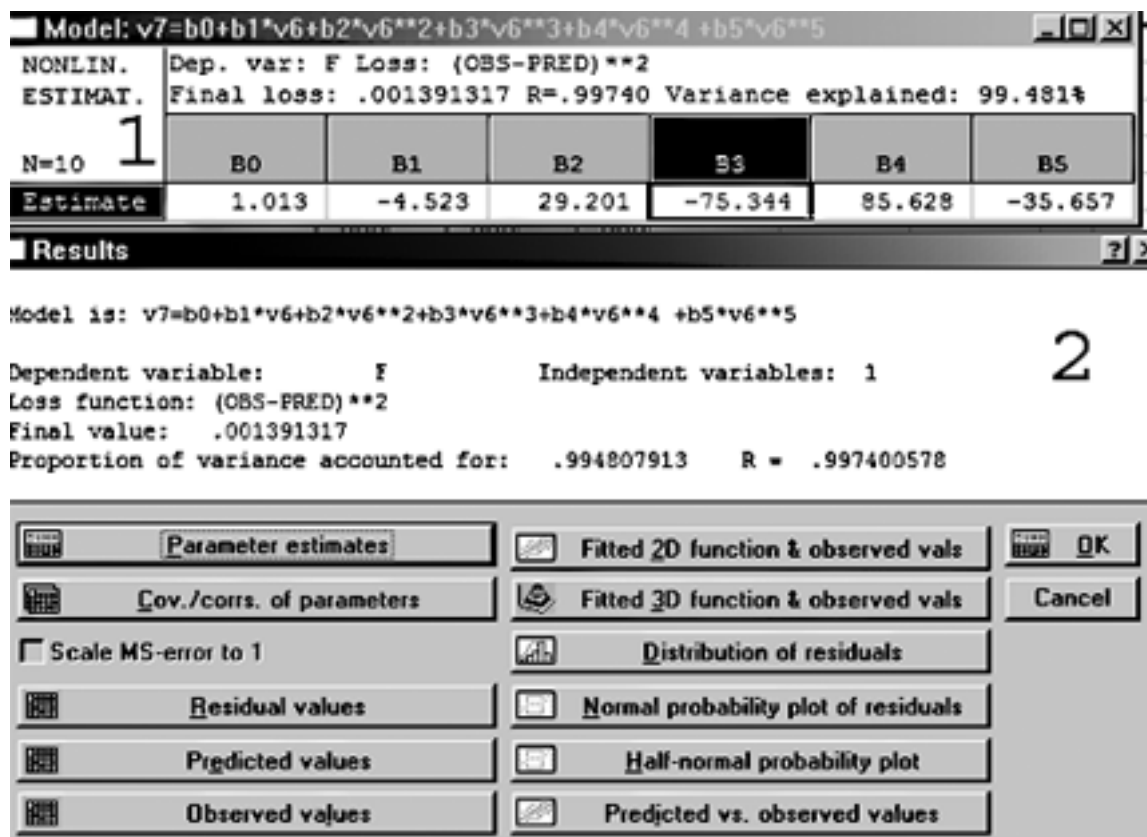 Model: v7=b0+b1*v6+b2*v6**2+b3*v6**3+b4*v6**4 +b5*v6**5
NONLIN. Dep. var: F Loss: (OBS-PRED)**2
ESTIMAT. Final loss: .001391317 R=.99740 Variance explained: 99.481%
1
N=10 B0 B1 B2 B3 B4 B5
Estimate 1.013 -4.523 29.201 -75.344 85.628 -35.657
Results
Model is: v7=b0+b1*v6+b2*v6**2+b3*v6**3+b4*v6**4 +b5*v6**5
2
Dependent variable: F Independent variables: 1
Loss function: (OBS-PRED)**2
Final value: .001391317
Proportion of variance accounted for: .994807913 R = .997400578
Parameter estimates Fitted 2D function & observed vals OK
Cov./corrs. of parameters Fitted 3D function & observed vals Cancel
Scale MS-error to 1 Distribution of residuals
Residual values Normal probability plot of residuals
Predicted values Half-normal probability plot
Observed values Predicted vs. observed values